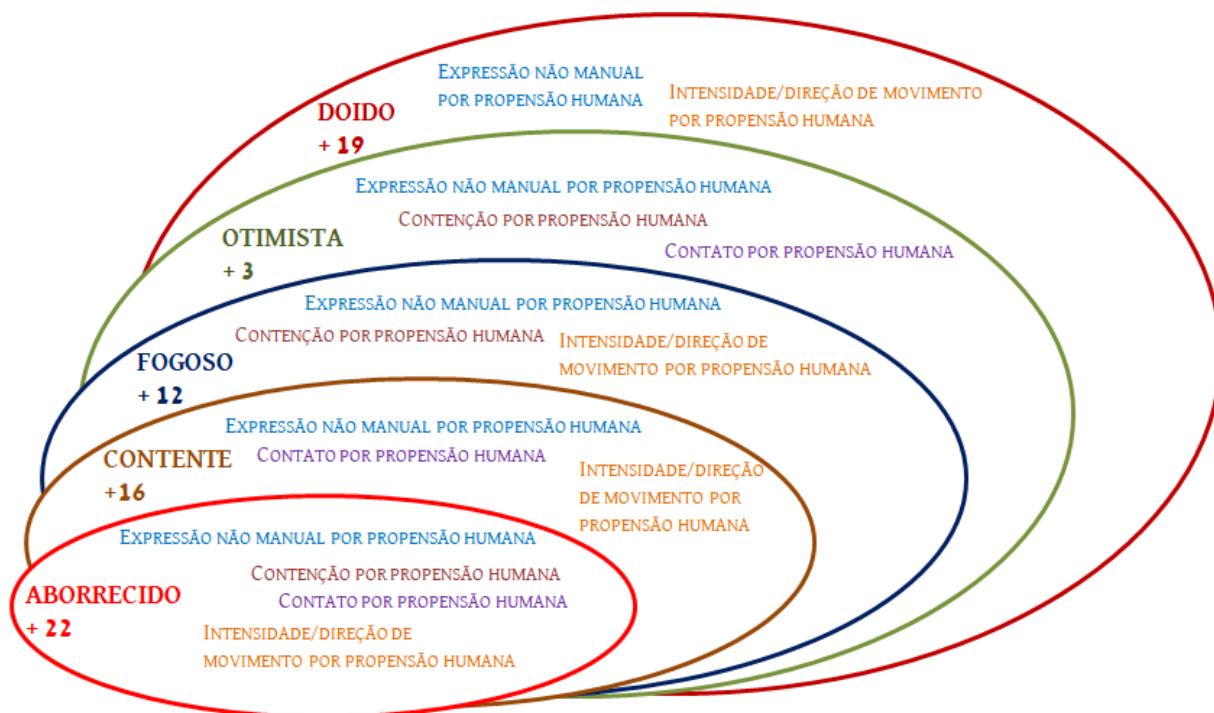 EXPRESSÃO NÃO MANUAL
POR PROPENSÃO HUMANA
INTENSIDADE/DIREÇÃO DE MOVIMENTO
POR PROPENSÃO HUMANA
DOIDO
+ 19
EXPRESSÃO NÃO MANUAL POR PROPENSÃO HUMANA
CONTENÇÃO POR PROPENSÃO HUMANA
CONTATO POR PROPENSÃO HUMANA
OTIMISTA
+ 3
EXPRESSÃO NÃO MANUAL POR PROPENSÃO HUMANA
CONTENÇÃO POR PROPENSÃO HUMANA
INTENSIDADE/DIREÇÃO DE
MOVIMENTO POR PROPENSÃO HUMANA
FOGOSO
+ 12
EXPRESSÃO NÃO MANUAL POR PROPENSÃO HUMANA
CONTATO POR PROPENSÃO HUMANA
INTENSIDADE/DIREÇÃO
DE MOVIMENTO POR
PROPENSÃO HUMANA
CONTENTE
+16
EXPRESSÃO NÃO MANUAL POR PROPENSÃO HUMANA
CONTENÇÃO POR PROPENSÃO HUMANA
CONTATO POR PROPENSÃO HUMANA
ABORRECIDO
+ 22
INTENSIDADE/DIREÇÃO DE
MOVIMENTO POR PROPENSÃO HUMANA